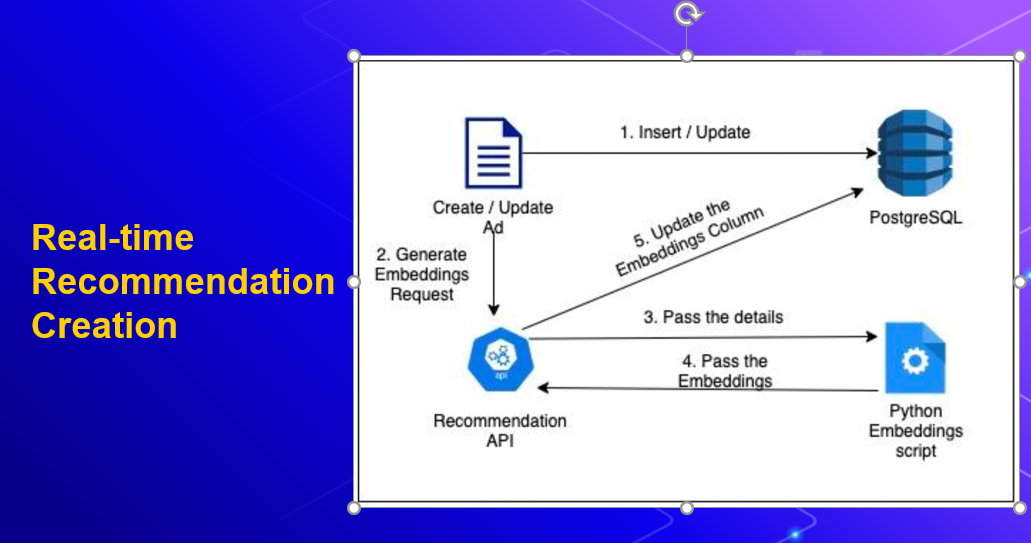 Real-time
Recommendation
Creation
1. Insert / Update
Create / Update
Ad
PostgreSQL
2. Generate
Embeddings
Request
5. Update the
Embeddings Column
3. Pass the details
4. Pass the
Embeddings
api
Recommendation
API
Python
Embeddings
script